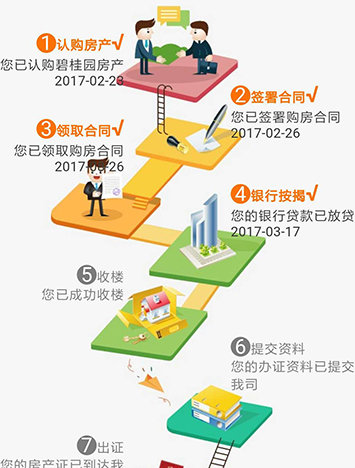 1 认购房产√
您已认购碧桂园房产
2017-02-23
2 签署合同√
您已签署购房合同
2017-02-26
3 领取合同√
您已领取购房合同
2017-02-26
4 银行按揭√
您的银行贷款已放贷
2017-03-17
5 收楼
您已成功收楼
6 提交资料
您的办证资料已提交
我司
7 出证
您的房产证已到达我